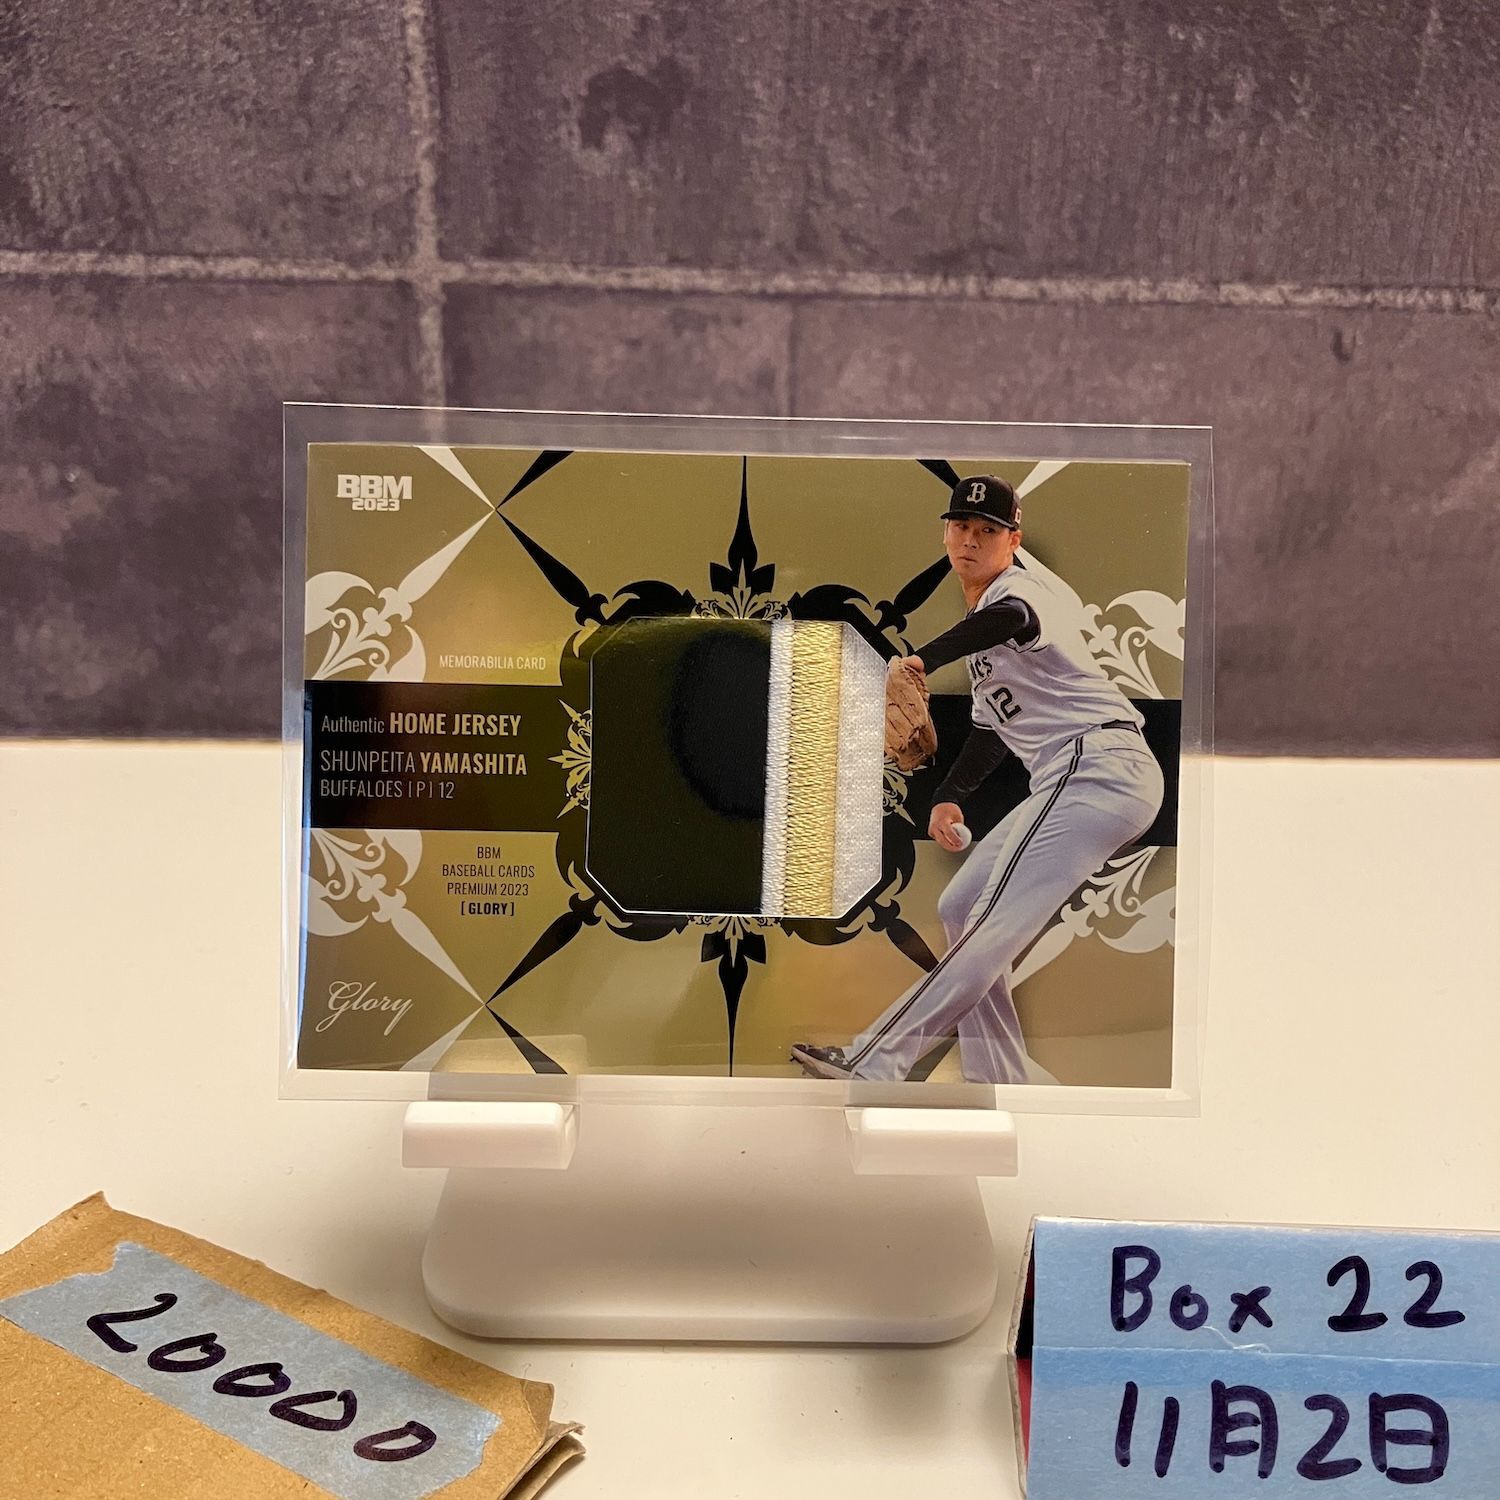 BBM
2023
B
MEMORABILIA CARD
Authentic HOME JERSEY
SHUNPEITA YAMASHITA
BUFFALOES [P] 12
12
BBM
BASEBALL CARDS
PREMIUM 2023
[GLORY]
Glory
20000
Box 22
11月2日